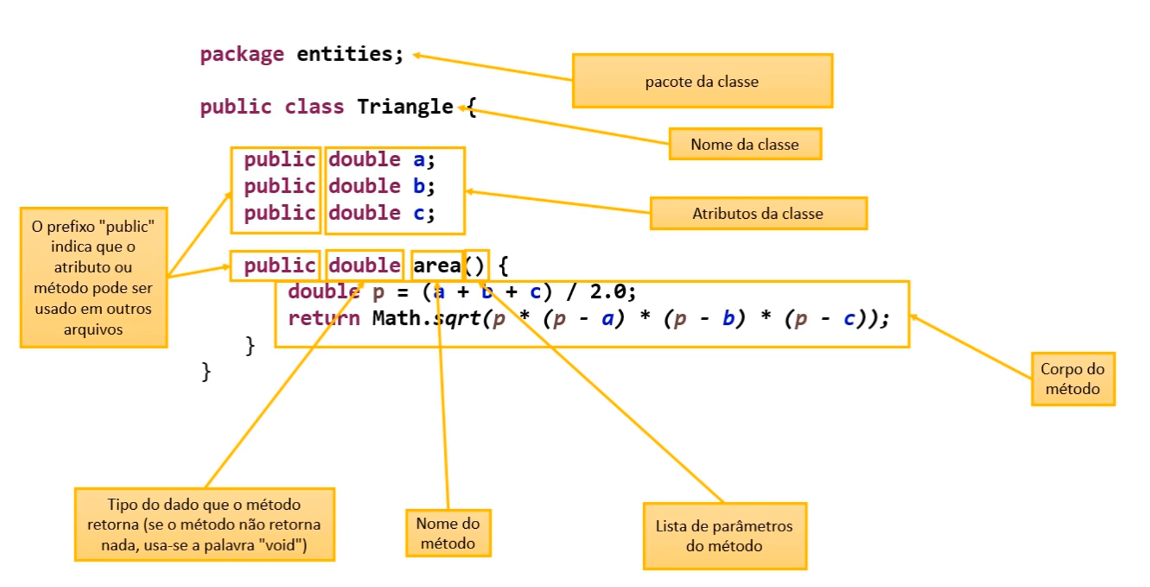 package entities;
pacote da classe
public class Triangle {
Nome da classe
public double a;
public double b;
public double c;
Atributos da classe
O prefixo "public"
indica que o
atributo ou
método pode ser
usado em outros
arquivos
public double area() {
double p = (a + b + c) / 2.0;
return Math.sqrt(p * (p - a) * (p - b) * (p - c));
}
}
Corpo do
método
Tipo do dado que o método
retorna (se o método não retorna
nada, usa-se a palavra "void")
Nome do
método
Lista de parâmetros
do método